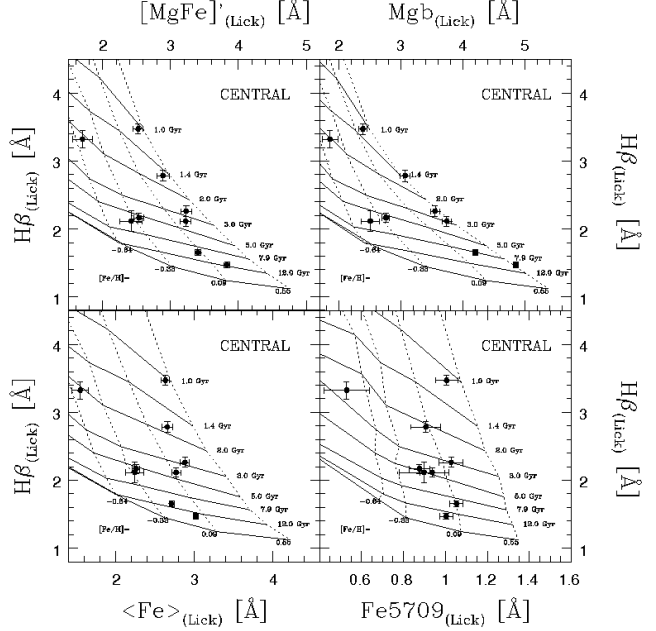 [MgFe]'(Lick) [Å] Mgb(Lick) [Å]
2 3 4 5 2 3 4 5
CENTRAL CENTRAL
4 4
3 3
2 2
1 1
Hβ(Lick) [Å] Hβ(Lick) [Å]
1.0 Gyr 1.0 Gyr
1.4 Gyr 1.4 Gyr
2.0 Gyr 2.0 Gyr
3.0 Gyr 3.0 Gyr
5.0 Gyr 5.0 Gyr
7.9 Gyr 7.9 Gyr
12.0 Gyr 12.0 Gyr
[Fe/H]= -0.64 -0.33 0.09 0.55 [Fe/H]= -0.64 -0.33 0.09 0.55
CENTRAL CENTRAL
4 4
3 3
2 2
1 1
Hβ(Lick) [Å] Hβ(Lick) [Å]
1.0 Gyr 1.0 Gyr
1.4 Gyr 1.4 Gyr
2.0 Gyr 2.0 Gyr
3.0 Gyr 3.0 Gyr
5.0 Gyr 5.0 Gyr
7.9 Gyr 7.9 Gyr
12.0 Gyr 12.0 Gyr
[Fe/H]= -0.64 -0.33 0.09 0.55 [Fe/H]= -0.64 -0.33 0.09 0.55
2 3 4 0.6 0.8 1 1.2 1.4 1.6
<Fe>(Lick) [Å] Fe5709(Lick) [Å]